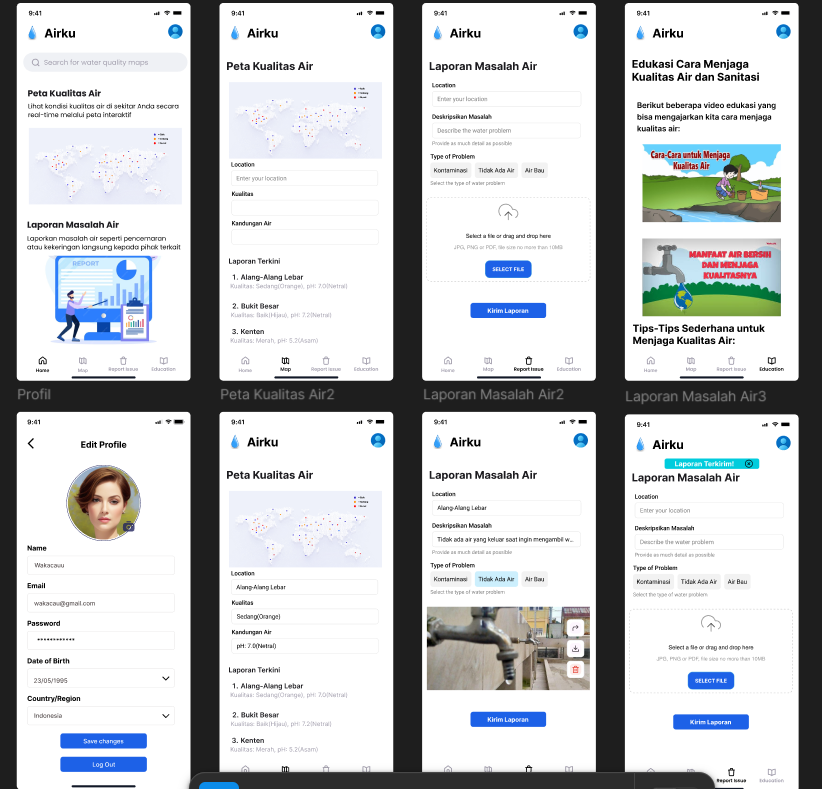 9:41
Airku
Search for water quality maps
Peta Kualitas Air
Lihat kondisi kualitas air di sekitar Anda secara
real-time melalui peta interaktif
Laporan Masalah Air
Laporkan masalah air seperti pencemaran
atau kekeringan langsung kepada pihak terkait
REPORT
Home
Map
Report Issue
Education
9:41
Airku
Peta Kualitas Air
Location
Enter your location
Kualitas
Kandungan Air
Laporan Terkini
1. Alang-Alang Lebar
Kualitas: Sedang(Orange), pH: 7.0(Netral)
2. Bukit Besar
Kualitas: Baik(Hijau), pH: 7.2(Netral)
3. Kenten
Kualitas: Merah, pH: 5.2(Asam)
Home
Map
Report Issue
Education
9:41
Airku
Laporan Masalah Air
Location
Enter your location
Deskripsikan Masalah
Describe the water problem
Provide as much detail as possible
Type of Problem
Kontaminasi
Tidak Ada Air
Air Bau
Select the type of water problem
Select a file or drag and drop here
JPG, PNG or PDF, file size no more than 10MB
SELECT FILE
Kirim Laporan
Home
Map
Report Issue
Education
9:41
Airku
Edukasi Cara Menjaga
Kualitas Air dan Sanitasi
Berikut beberapa video edukasi yang
bisa mengajarkan kita cara menjaga
kualitas air:
Cara-Cara untuk Menjaga
Kualitas Air
MANFAAT AIR BERSIH
DAN MENJAGA
KUALITASNYA
Tips-Tips Sederhana untuk
Menjaga Kualitas Air:
Home
Map
Report Issue
Education
Profil
Peta Kualitas Air2
Laporan Masalah Air2
Laporan Masalah Air3
9:41
Edit Profile
Name
Wakacauu
Email
wakacau@gmail.com
Password
************
Date of Birth
23/05/1995
Country/Region
Indonesia
Save changes
Log Out
9:41
Airku
Peta Kualitas Air
Location
Alang-Alang Lebar
Kualitas
Sedang(Orange)
Kandungan Air
pH: 7.0(Netral)
Laporan Terkini
1. Alang-Alang Lebar
Kualitas: Sedang(Orange), pH: 7.0(Netral)
2. Bukit Besar
Kualitas: Baik(Hijau), pH: 7.2(Netral)
3. Kenten
Kualitas: Merah, pH: 5.2(Asam)
9:41
Airku
Laporan Masalah Air
Location
Alang-Alang Lebar
Deskripsikan Masalah
Tidak ada air yang keluar saat ingin mengambil w...
Provide as much detail as possible
Type of Problem
Kontaminasi
Tidak Ada Air
Air Bau
Select the type of water problem
Kirim Laporan
9:41
Airku
Laporan Terkirim!
Laporan Masalah Air
Location
Enter your location
Deskripsikan Masalah
Describe the water problem
Provide as much detail as possible
Type of Problem
Kontaminasi
Tidak Ada Air
Air Bau
Select the type of water problem
Select a file or drag and drop here
JPG, PNG or PDF, file size no more than 10MB
SELECT FILE
Kirim Laporan
Report Issue
Education